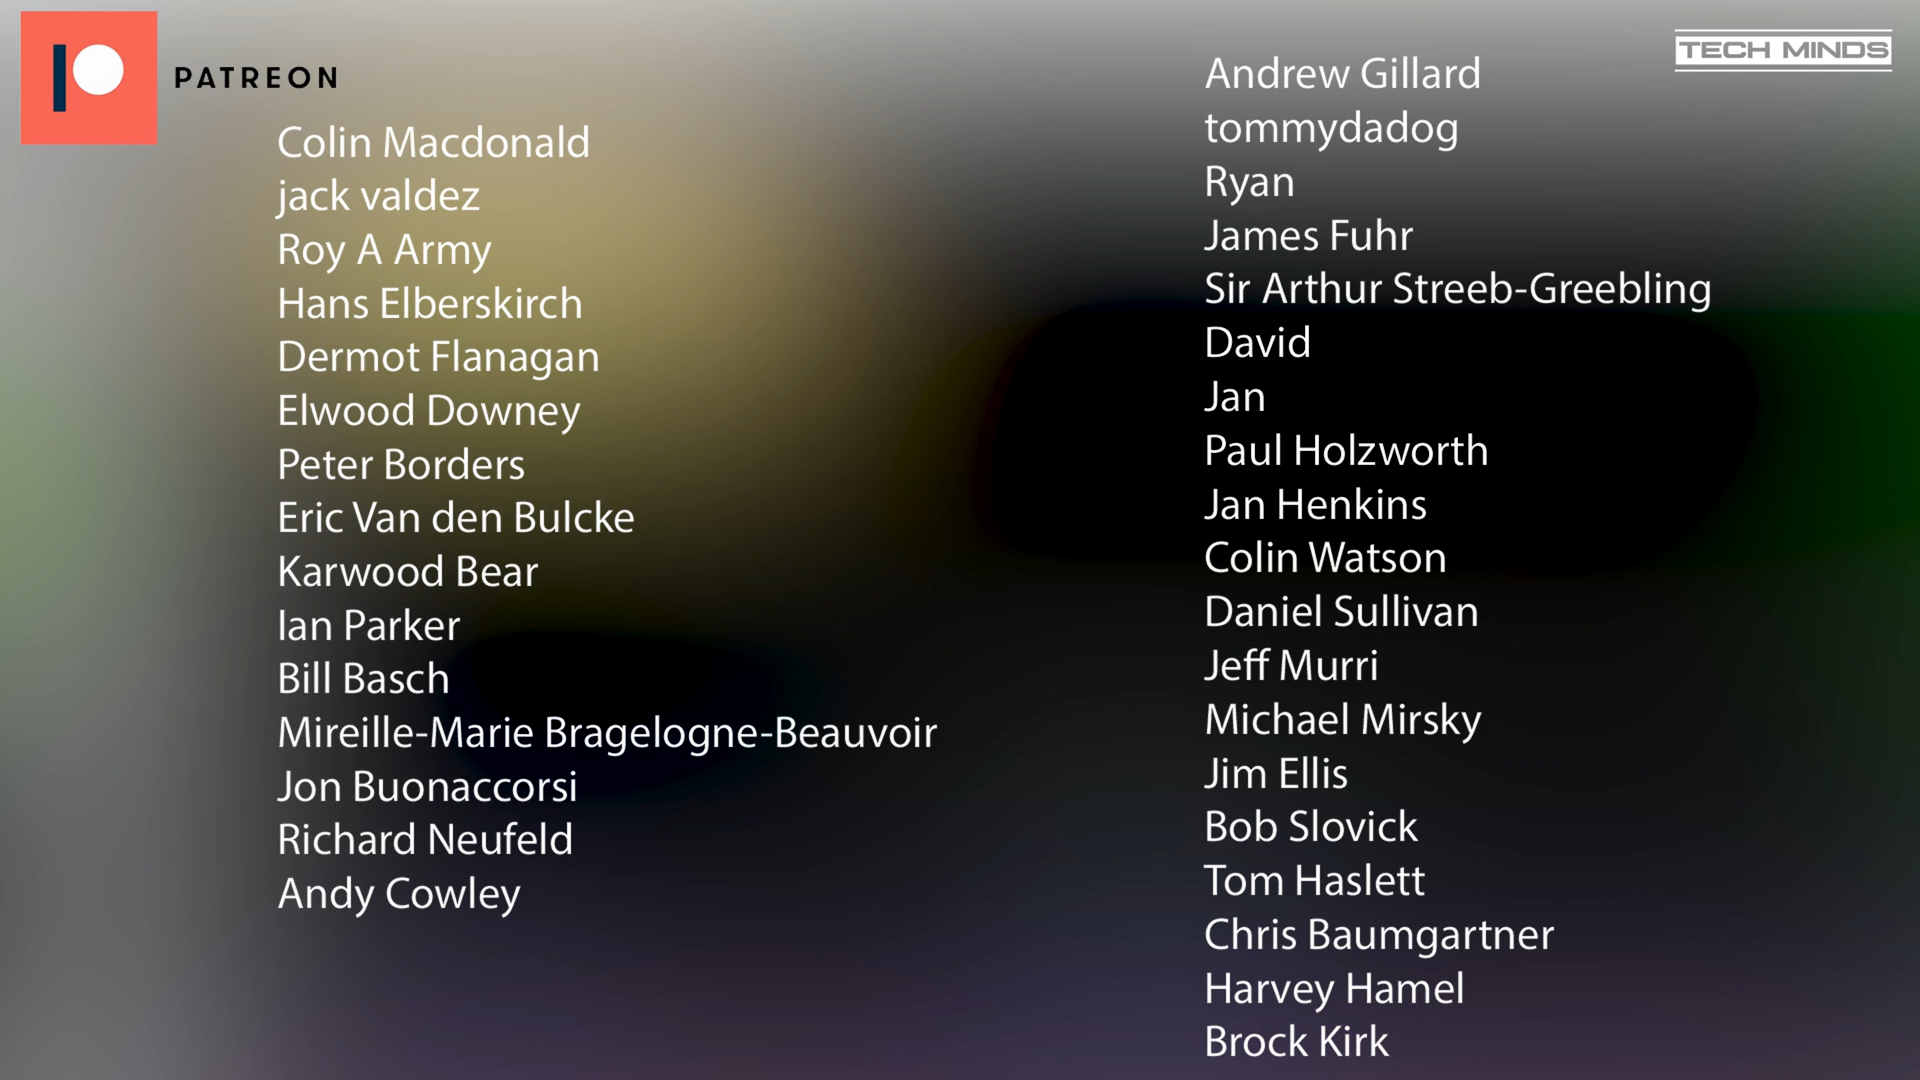 PATREON
Colin Macdonald
jack valdez
Roy A Army
Hans Elberskirch
Dermot Flanagan
Elwood Downey
Peter Borders
Eric Van den Bulcke
Karwood Bear
Ian Parker
Bill Basch
Mireille-Marie Bragelogne-Beauvoir
Jon Buonaccorsi
Richard Neufeld
Andy Cowley
TECH MINDS
Andrew Gillard
tommydadog
Ryan
James Fuhr
Sir Arthur Streeb-Greebling
David
Jan
Paul Holzworth
Jan Henkins
Colin Watson
Daniel Sullivan
Jeff Murri
Michael Mirsky
Jim Ellis
Bob Slovick
Tom Haslett
Chris Baumgartner
Harvey Hamel
Brock Kirk